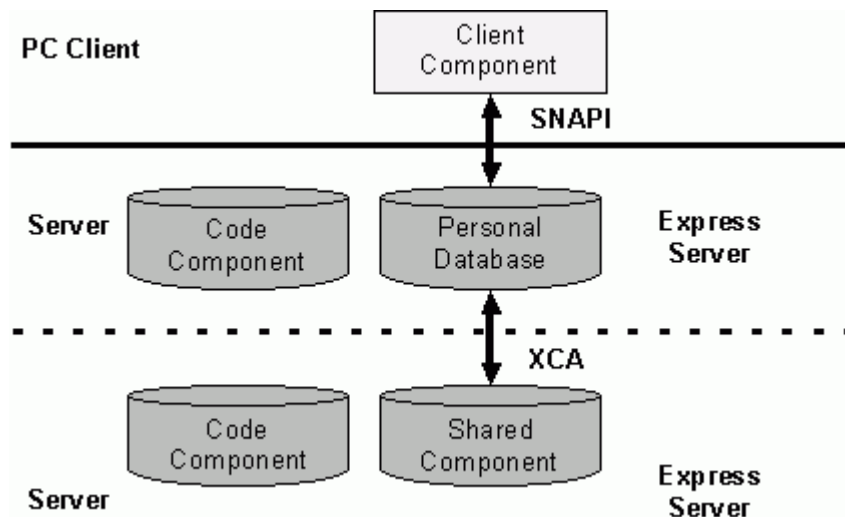 PC Client
Client
Component
SNAPI
Server
Code
Component
Personal
Database
Express
Server
XCA
Code
Component
Shared
Component
Server
Express
Server